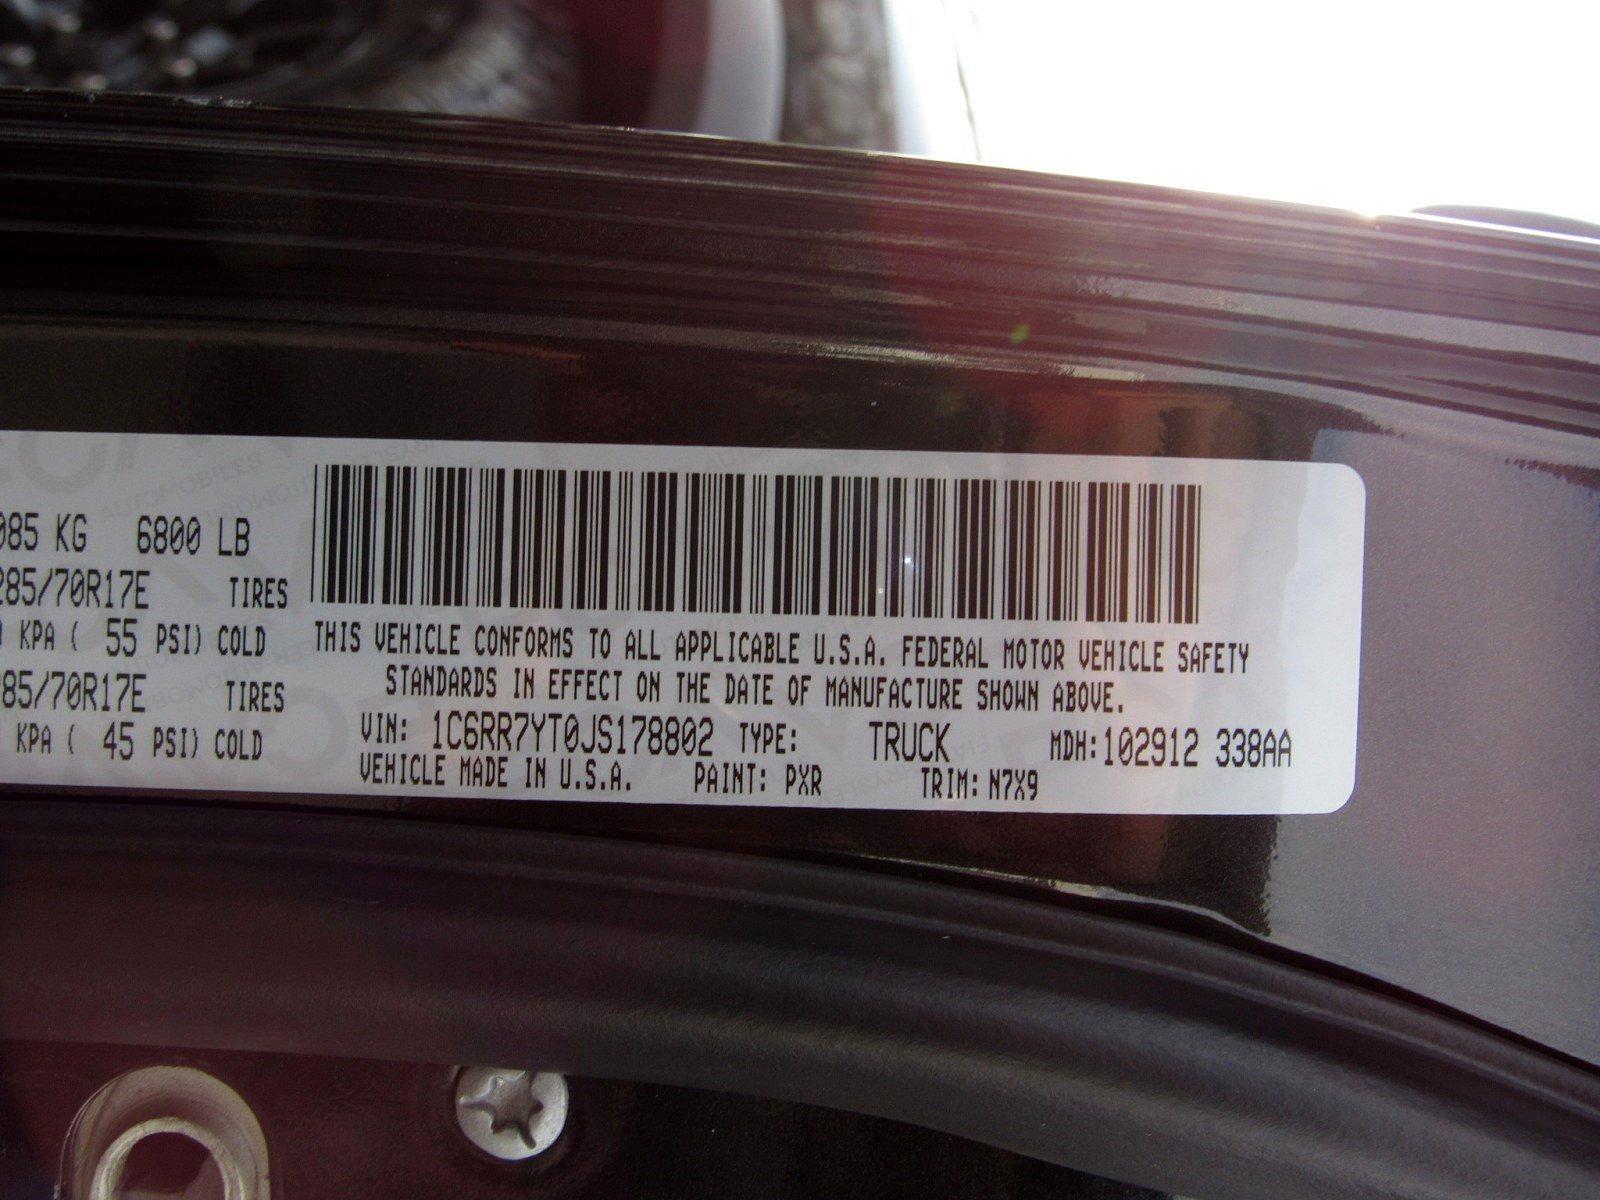 085 KG 6800 LB
285/70R17E TIRES
KPA ( 55 PSI) COLD
285/70R17E TIRES
KPA ( 45 PSI) COLD
THIS VEHICLE CONFORMS TO ALL APPLICABLE U.S.A. FEDERAL MOTOR VEHICLE SAFETY
STANDARDS IN EFFECT ON THE DATE OF MANUFACTURE SHOWN ABOVE.
VIN: 1C6RR7YT0JS178802 TYPE: TRUCK MDH:102912 338AA
VEHICLE MADE IN U.S.A. PAINT: PXR TRIM: N7X9